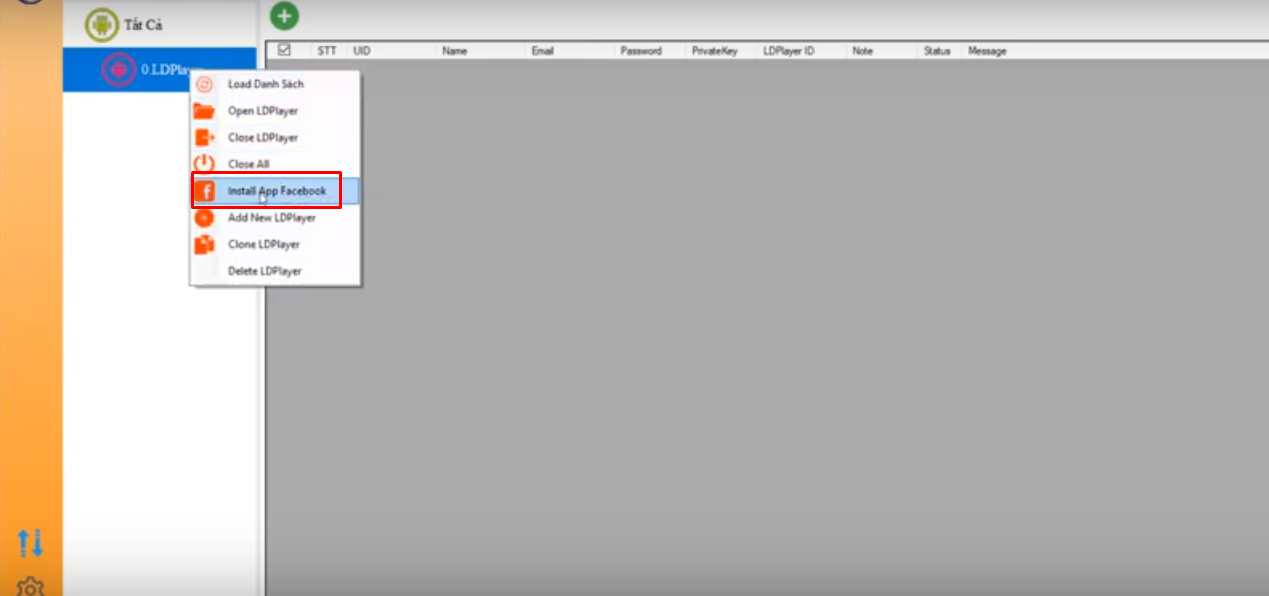 Tất Cả
STT UID Name Email Password PrivateKey LDPlayer ID Note Status Message
0.LDPlayer
Load Danh Sách
Open LDPlayer
Close LDPlayer
Close All
Install App Facebook
Add New LDPlayer
Clone LDPlayer
Delete LDPlayer